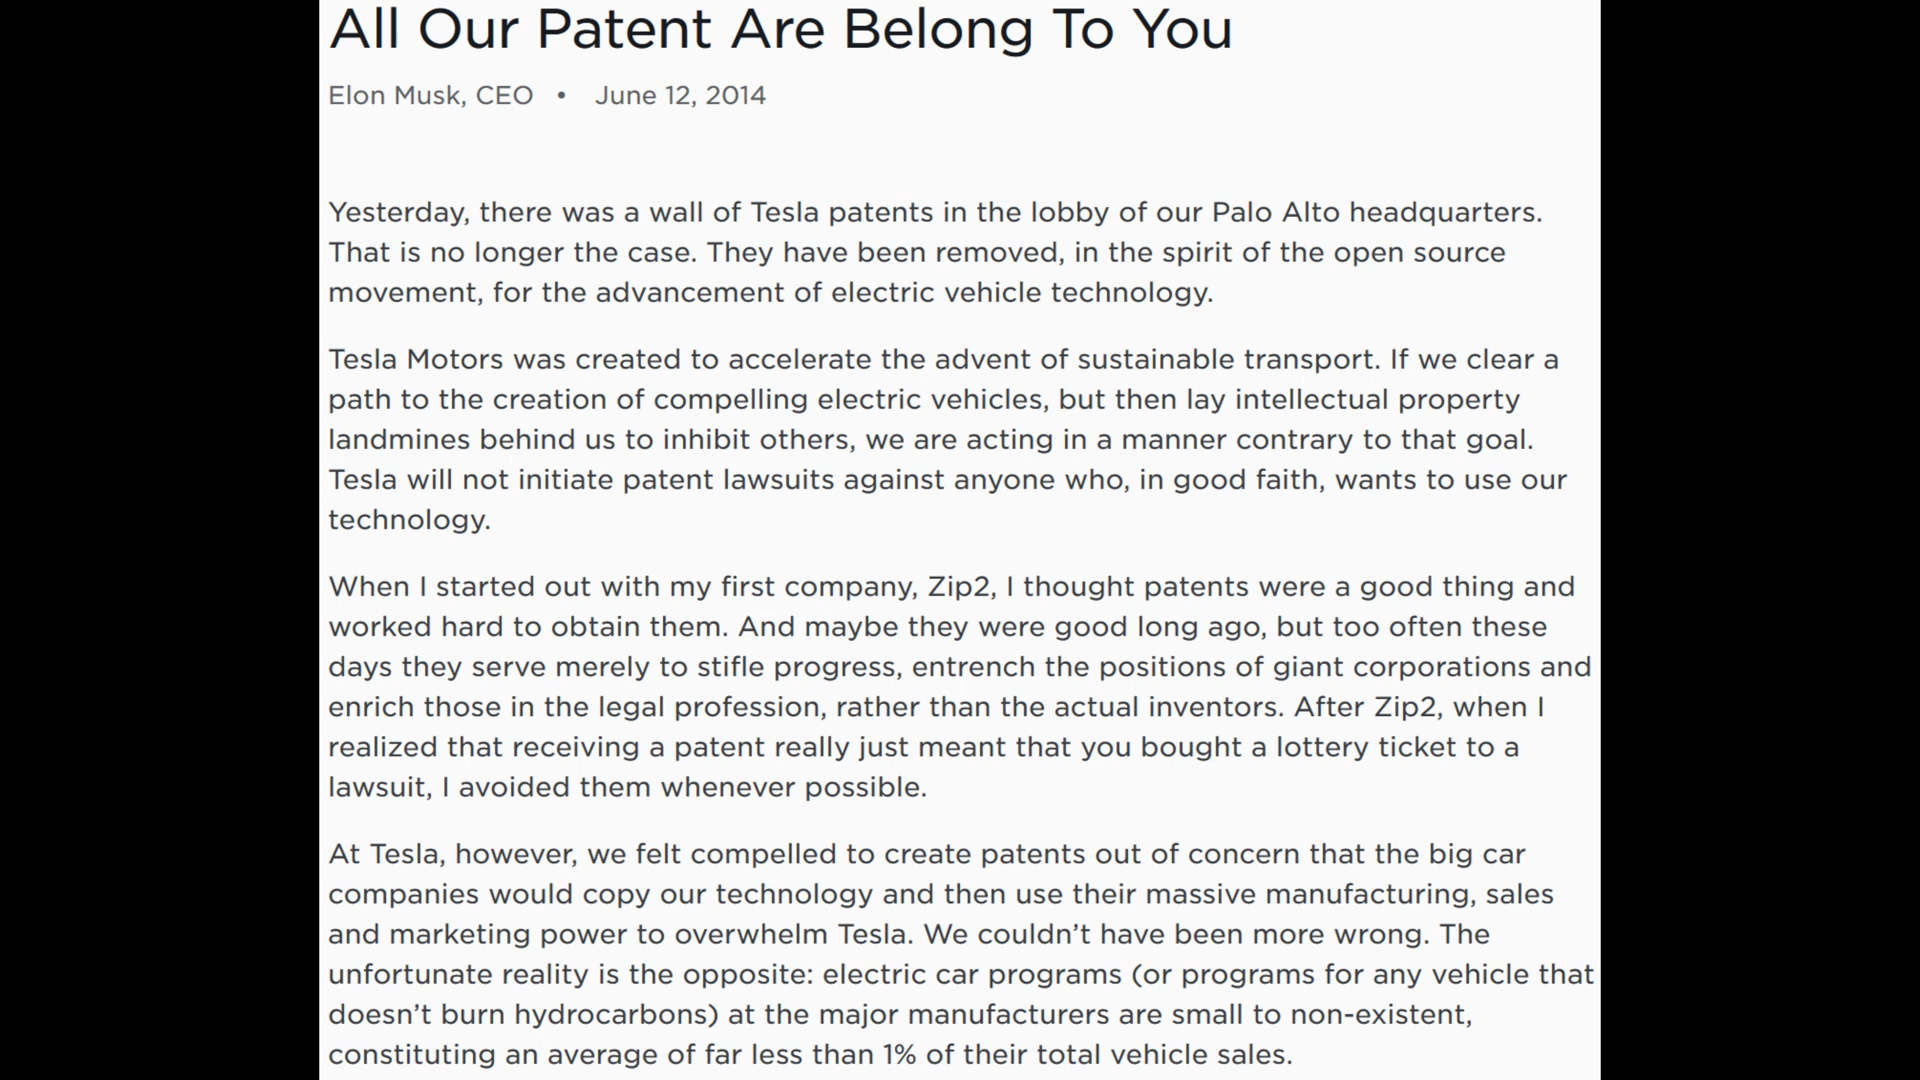 All Our Patent Are Belong To You
Elon Musk, CEO • June 12, 2014
Yesterday, there was a wall of Tesla patents in the lobby of our Palo Alto headquarters.
That is no longer the case. They have been removed, in the spirit of the open source
movement, for the advancement of electric vehicle technology.
Tesla Motors was created to accelerate the advent of sustainable transport. If we clear a
path to the creation of compelling electric vehicles, but then lay intellectual property
landmines behind us to inhibit others, we are acting in a manner contrary to that goal.
Tesla will not initiate patent lawsuits against anyone who, in good faith, wants to use our
technology.
When I started out with my first company, Zip2, I thought patents were a good thing and
worked hard to obtain them. And maybe they were good long ago, but too often these
days they serve merely to stifle progress, entrench the positions of giant corporations and
enrich those in the legal profession, rather than the actual inventors. After Zip2, when I
realized that receiving a patent really just meant that you bought a lottery ticket to a
lawsuit, I avoided them whenever possible.
At Tesla, however, we felt compelled to create patents out of concern that the big car
companies would copy our technology and then use their massive manufacturing, sales
and marketing power to overwhelm Tesla. We couldn’t have been more wrong. The
unfortunate reality is the opposite: electric car programs (or programs for any vehicle that
doesn’t burn hydrocarbons) at the major manufacturers are small to non-existent,
constituting an average of far less than 1% of their total vehicle sales.